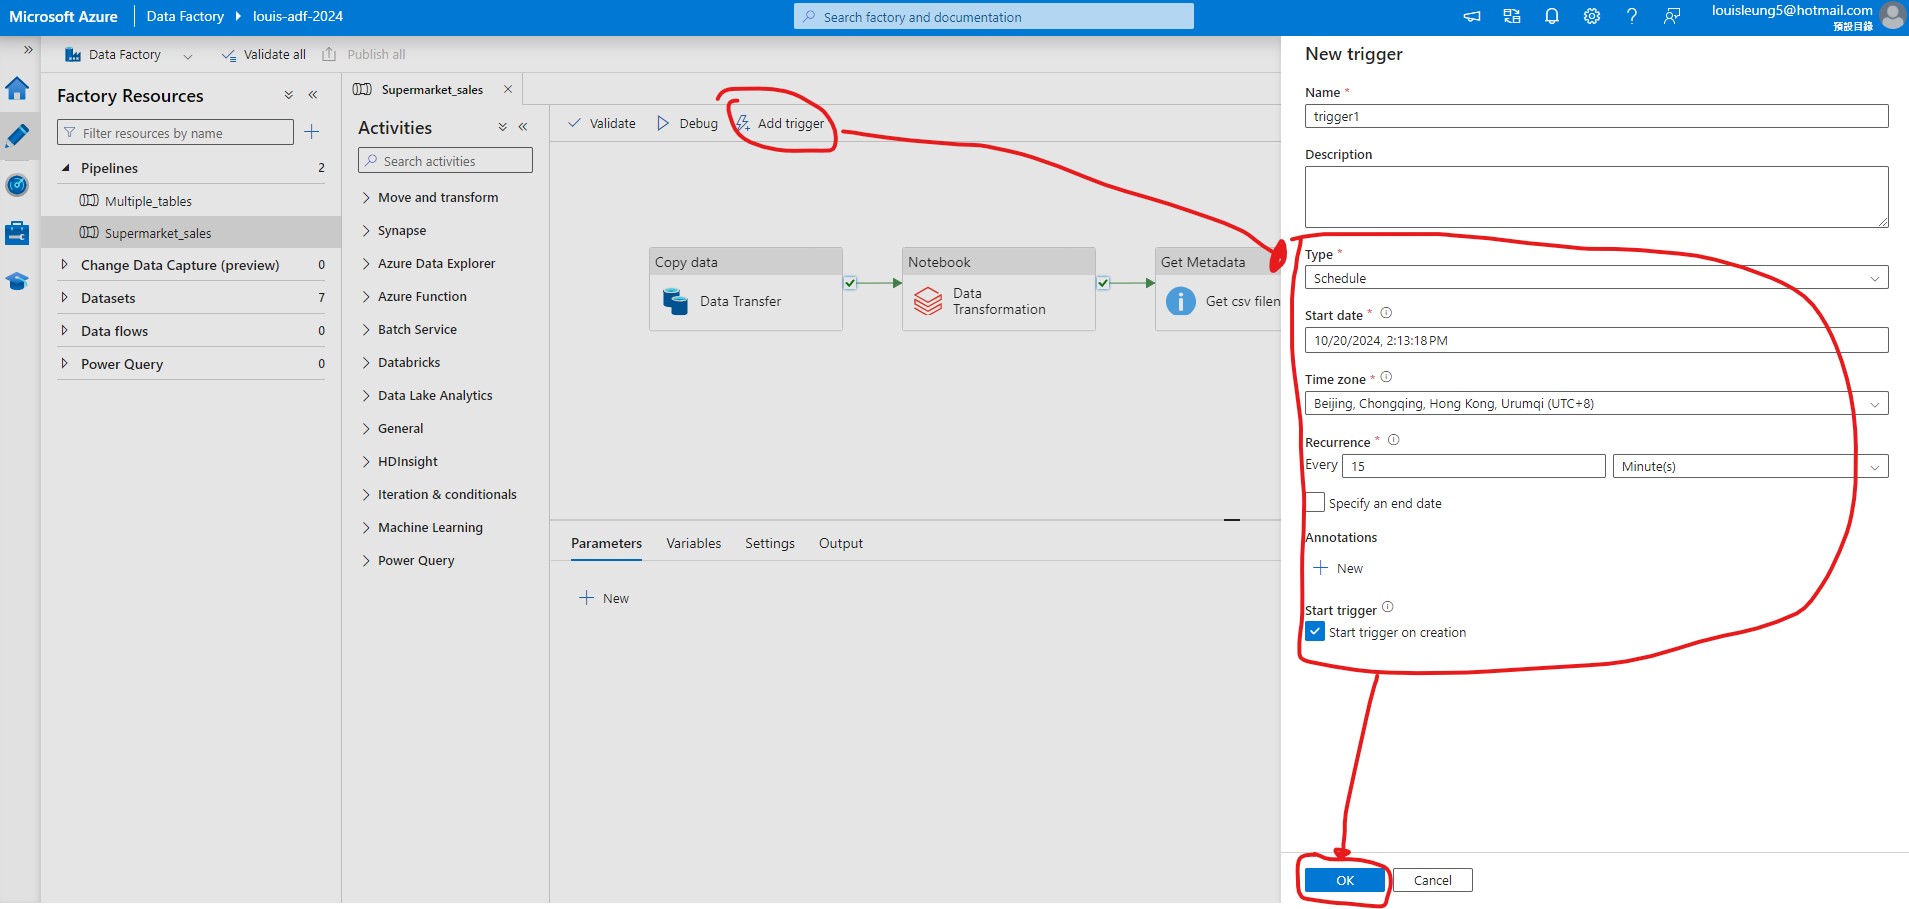 Microsoft Azure
Data Factory
louis-adf-2024
Search factory and documentation
louisleung5@hotmail.com
預設目錄
Data Factory
Validate all
Publish all
Factory Resources
Filter resources by name
Pipelines 2
Multiple_tables
Supermarket_sales
Change Data Capture (preview) 0
Datasets 7
Data flows 0
Power Query 0
Supermarket_sales
Activities
Search activities
Move and transform
Synapse
Azure Data Explorer
Azure Function
Batch Service
Databricks
Data Lake Analytics
General
HDInsight
Iteration & conditionals
Machine Learning
Power Query
Validate
Debug
Add trigger
Copy data
Data Transfer
Notebook
Data
Transformation
Get Metadata
Get csv filen
Parameters
Variables
Settings
Output
New
New trigger
Name *
trigger1
Description
Type *
Schedule
Start date *
10/20/2024, 2:13:18 PM
Time zone *
Beijing, Chongqing, Hong Kong, Urumqi (UTC+8)
Recurrence *
Every 15 Minute(s)
Specify an end date
Annotations
New
Start trigger
Start trigger on creation
OK
Cancel